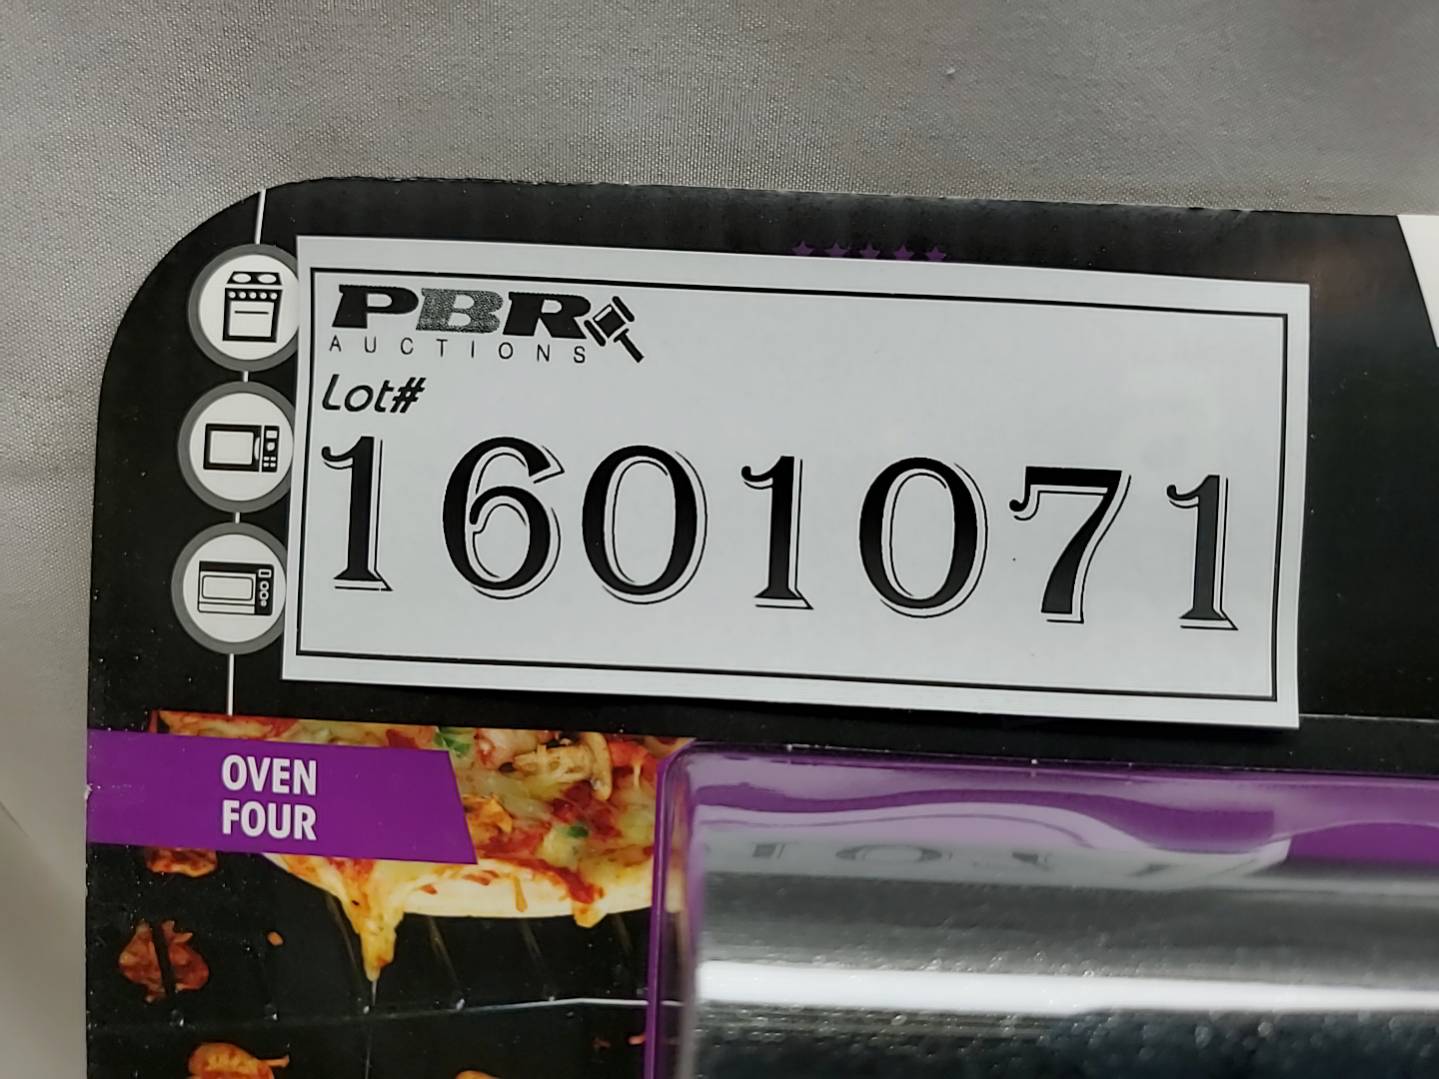 PBR
AUCTIONS
Lot#
1601071
OVEN
FOUR